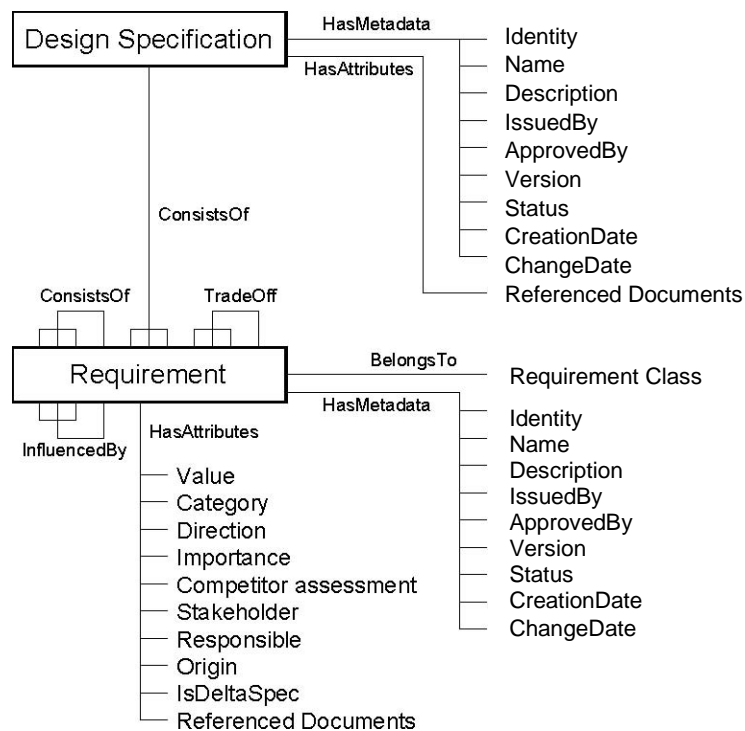 HasMetadata
Design Specification
HasAttributes
Identity
Name
Description
IssuedBy
ApprovedBy
Version
Status
CreationDate
ChangeDate
Referenced Documents
ConsistsOf
ConsistsOf
TradeOff
Requirement
BelongsTo
Requirement Class
HasMetadata
Identity
Name
Description
IssuedBy
ApprovedBy
Version
Status
CreationDate
ChangeDate
InfluencedBy
HasAttributes
Value
Category
Direction
Importance
Competitor assessment
Stakeholder
Responsible
Origin
IsDeltaSpec
Referenced Documents